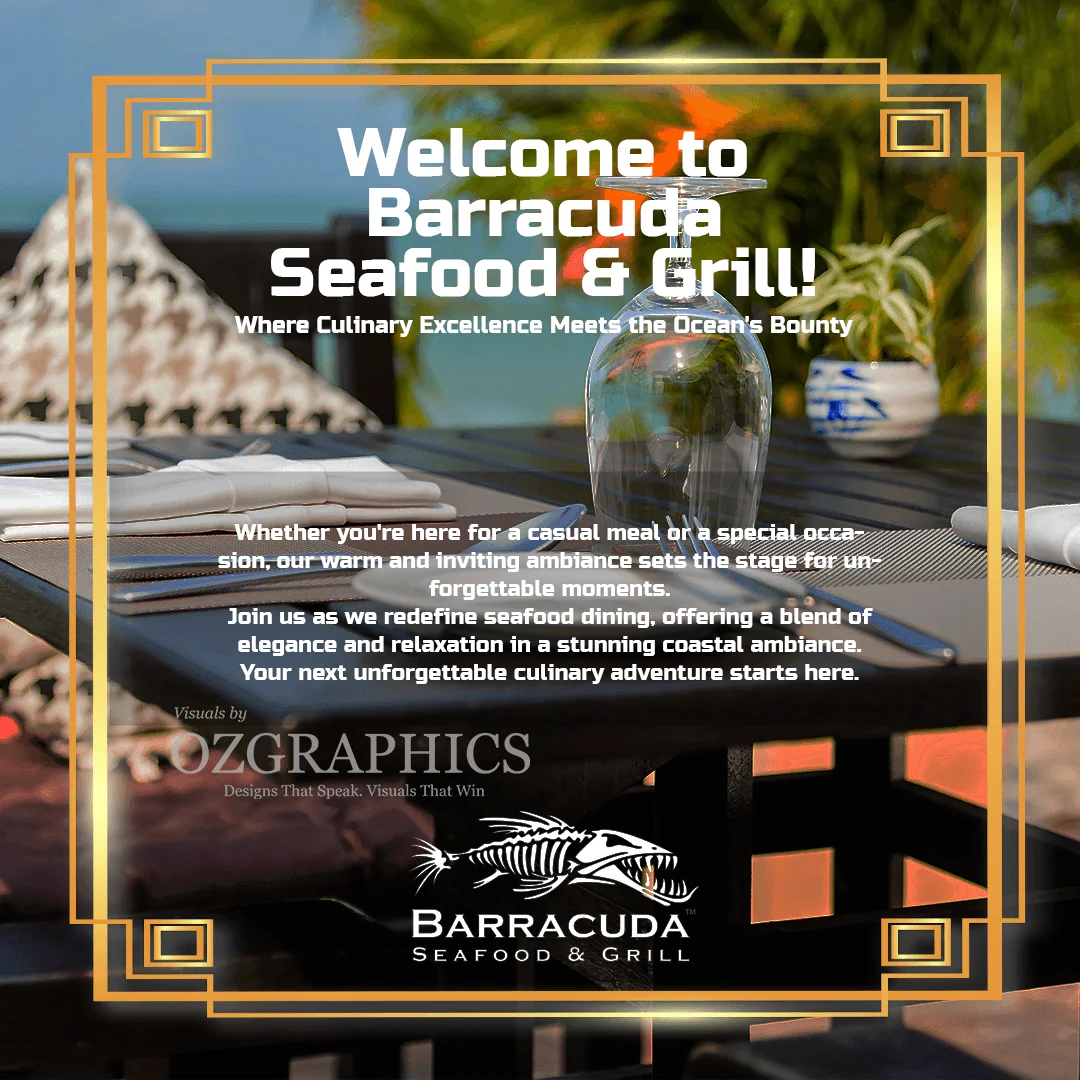 Welcome to
Barracuda
Seafood & Grill!
Where Culinary Excellence Meets the Ocean's Bounty
Whether you're here for a casual meal or a special occa-
sion, our warm and inviting ambiance sets the stage for un-
forgettable moments.
Join us as we redefine seafood dining, offering a blend of
elegance and relaxation in a stunning coastal ambiance.
Your next unforgettable culinary adventure starts here.
Visuals by
OZGRAPHICS
Designs That Speak. Visuals That Win
BARRACUDA™
SEAFOOD & GRILL